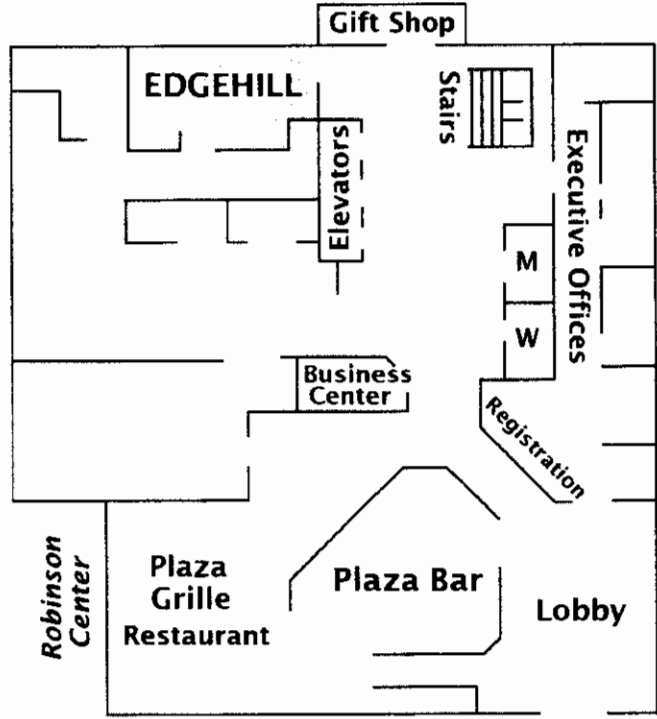 Gift Shop
EDGEHILL
Stairs
Elevators
Executive Offices
M
W
Business
Center
Registration
Robinson
Center
Plaza
Grille
Restaurant
Plaza Bar
Lobby